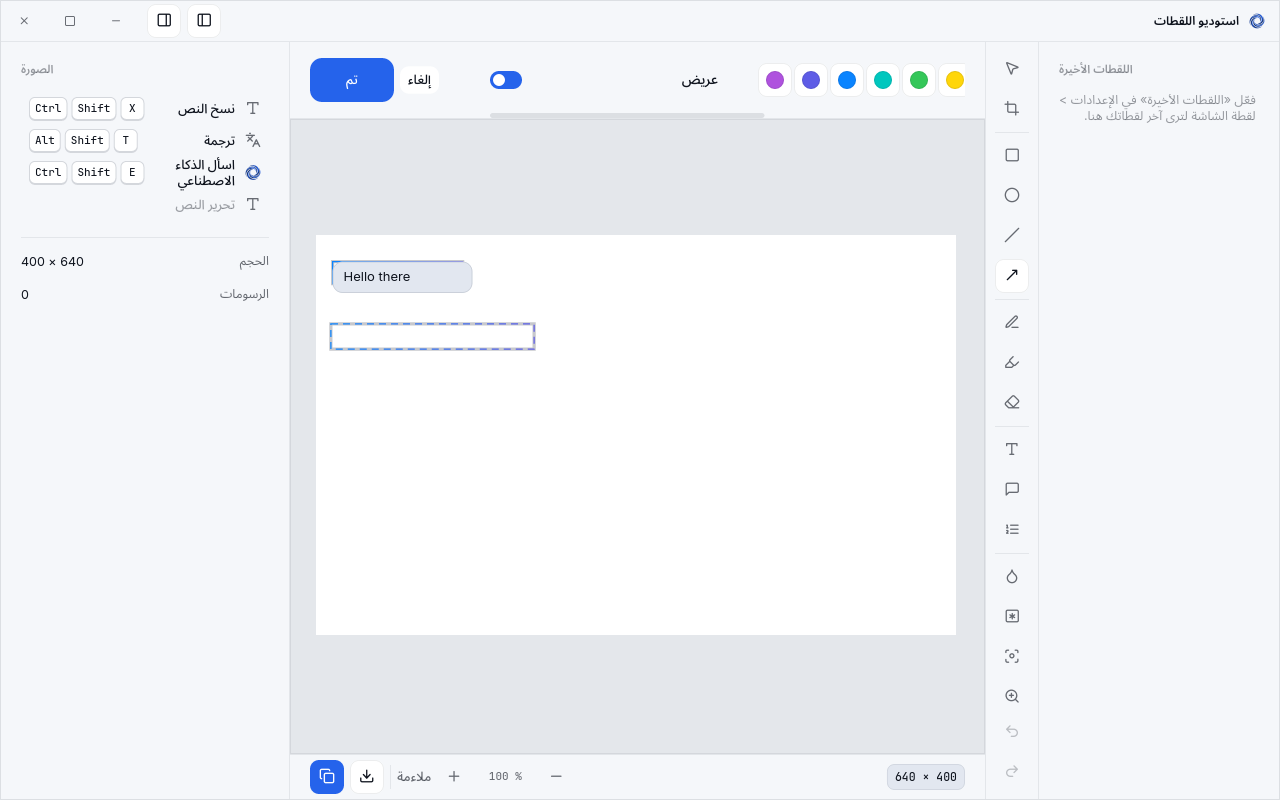 استوديو اللقطات
اللقطات الأخيرة
فعّل «اللقطات الأخيرة» في الإعدادات >
لقطة الشاشة لترى آخر لقطاتك هنا.
عريض
إلغاء
تم
الصورة
نسخ النص
Ctrl Shift X
ترجمة
Alt Shift T
اسأل الذكاء
الاصطناعي
Ctrl Shift E
تحرير النص
الحجم
400 × 640
الرسومات
0
Hello there
640 × 400
100 %
ملاءمة